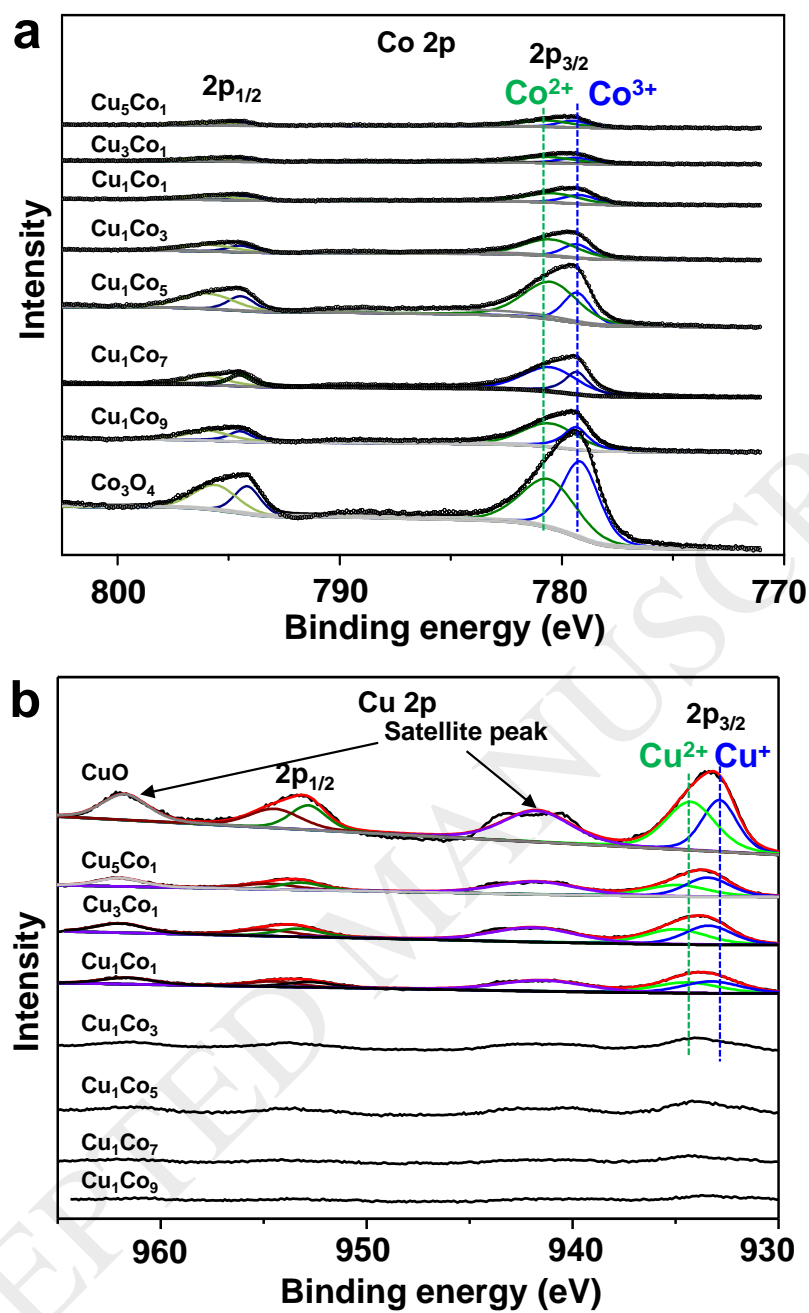 a
Co 2p
2p1/2
2p3/2
Co2+
Co3+
Cu5Co1
Cu3Co1
Cu1Co1
Cu1Co3
Cu1Co5
Cu1Co7
Cu1Co9
Co3O4
Intensity
800
790
780
770
Binding energy (eV)
b
Cu 2p
Satellite peak
2p3/2
Cu2+
Cu+
CuO
2p1/2
Cu5Co1
Cu3Co1
Cu1Co1
Cu1Co3
Cu1Co5
Cu1Co7
Cu1Co9
Intensity
960
950
940
930
Binding energy (eV)
EPTED MANUSCR